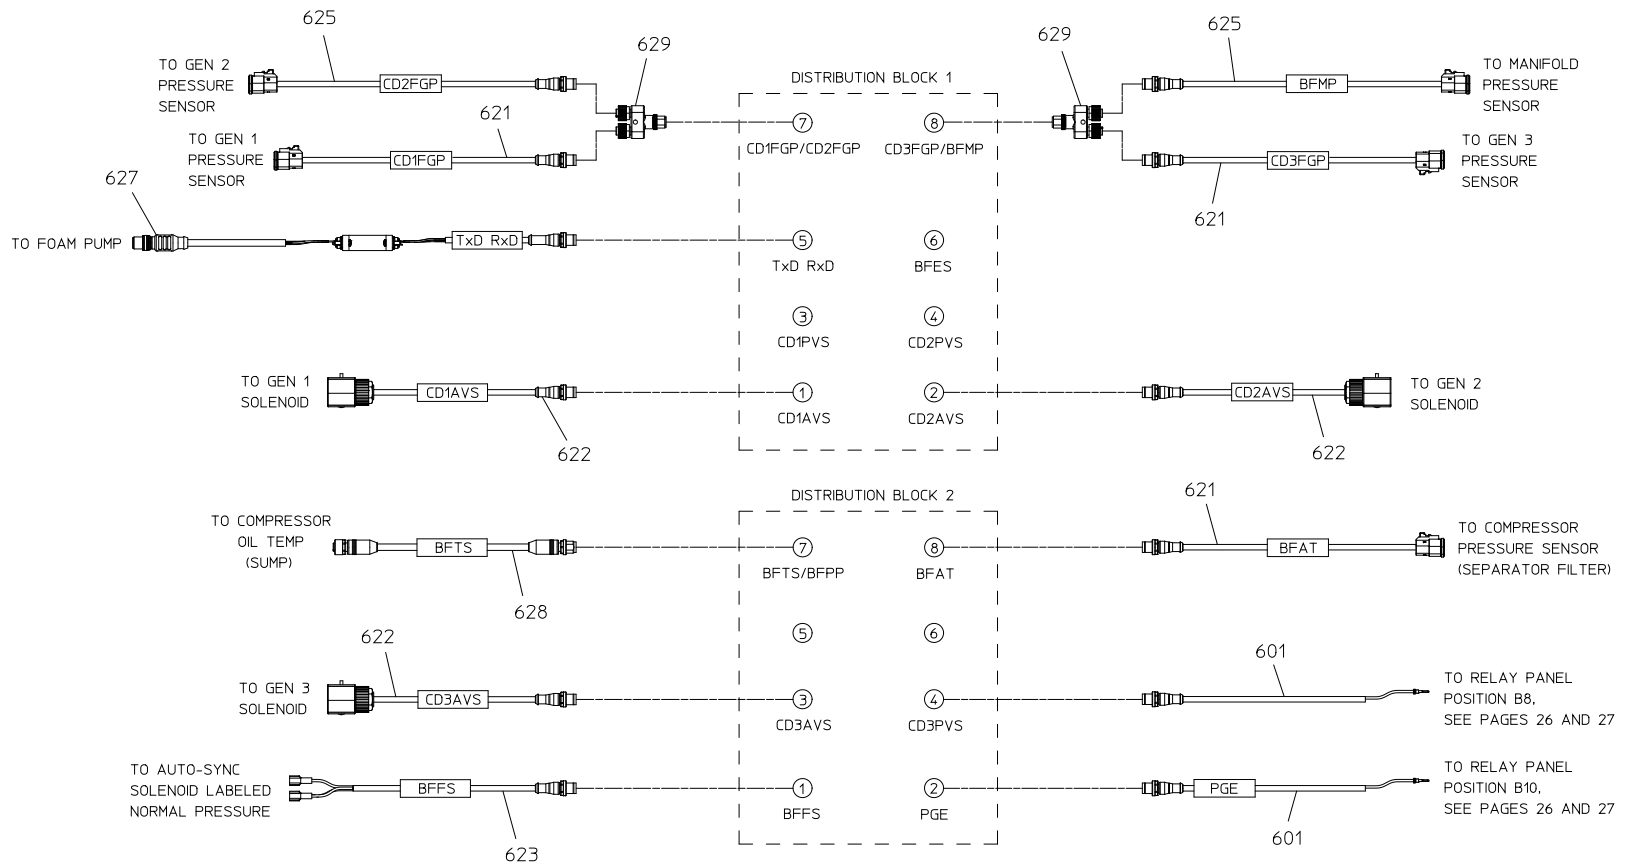 625
629
TO GEN 2
PRESSURE
SENSOR
CD2FGP
621
TO GEN 1
PRESSURE
SENSOR
CD1FGP
627
TO FOAM PUMP
TxD RxD
TO GEN 1
SOLENOID
CD1AVS
622
DISTRIBUTION BLOCK 1
7
CD1FGP/CD2FGP
8
CD3FGP/BFMP
5
TxD RxD
6
BFES
3
CD1PVS
4
CD2PVS
1
CD1AVS
2
CD2AVS
629
625
BFMP
TO MANIFOLD
PRESSURE
SENSOR
CD3FGP
621
TO GEN 3
PRESSURE
SENSOR
CD2AVS
622
TO GEN 2
SOLENOID
TO COMPRESSOR
OIL TEMP
(SUMP)
BFTS
628
622
TO GEN 3
SOLENOID
CD3AVS
TO AUTO-SYNC
SOLENOID LABELED
NORMAL PRESSURE
BFFS
623
DISTRIBUTION BLOCK 2
7
BFTS/BFPP
8
BFAT
5
6
3
CD3AVS
4
CD3PVS
1
BFFS
2
PGE
621
BFAT
TO COMPRESSOR
PRESSURE SENSOR
(SEPARATOR FILTER)
601
TO RELAY PANEL
POSITION B8,
SEE PAGES 26 AND 27
PGE
601
TO RELAY PANEL
POSITION B10,
SEE PAGES 26 AND 27